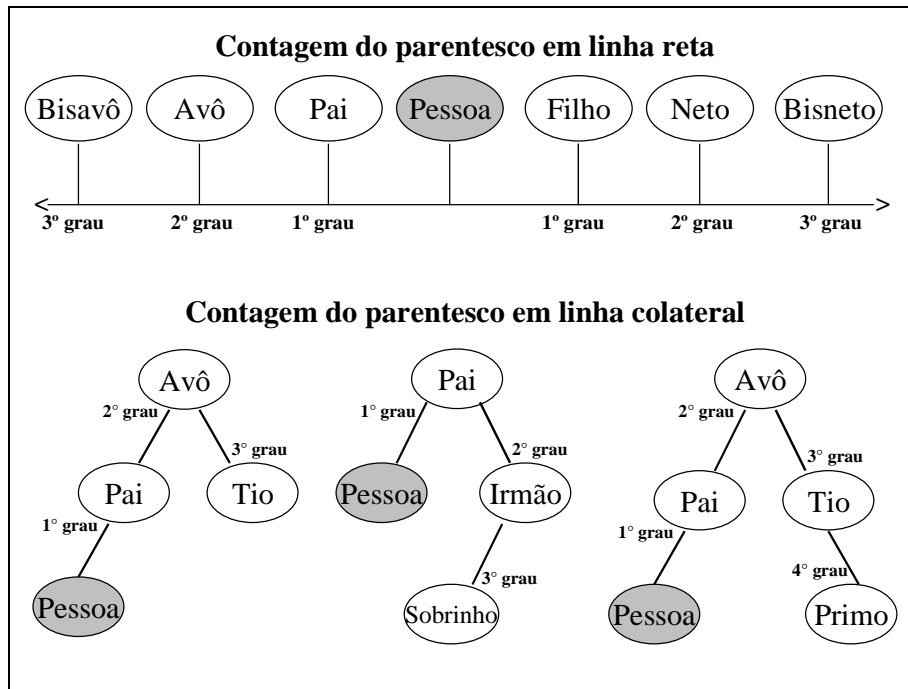 Contagem do parentesco em linha reta
Bisavô Avô Pai Pessoa Filho Neto Bisneto
3º grau 2º grau 1º grau 1º grau 2º grau 3º grau
Contagem do parentesco em linha colateral
Avô
2° grau
3° grau
Pai Tio
1° grau
Pessoa
Pai
1° grau
2° grau
Pessoa Irmão
3° grau
Sobrinho
Avô
2° grau
3° grau
Pai Tio
1° grau 4° grau
Pessoa Primo